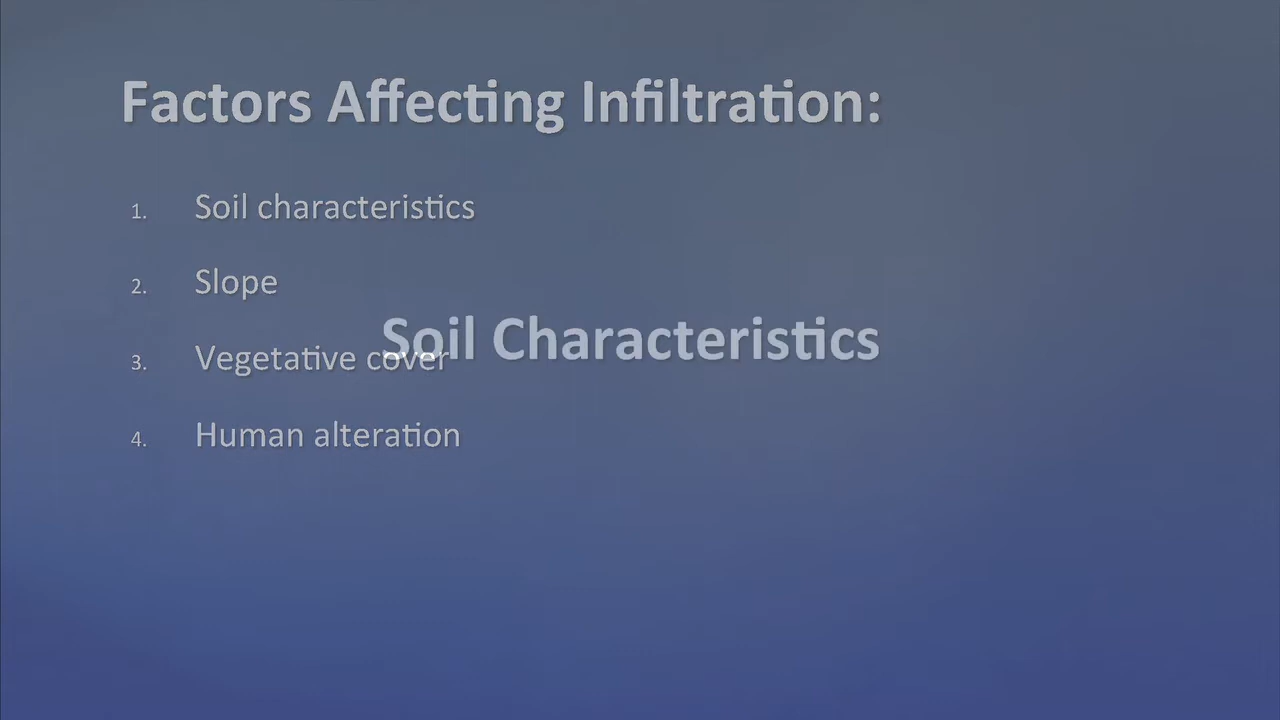 Factors Affecting Infiltration:
1. Soil characteristics
2. Slope
Soil Characteristics
3. Vegetative cover
4. Human alteration